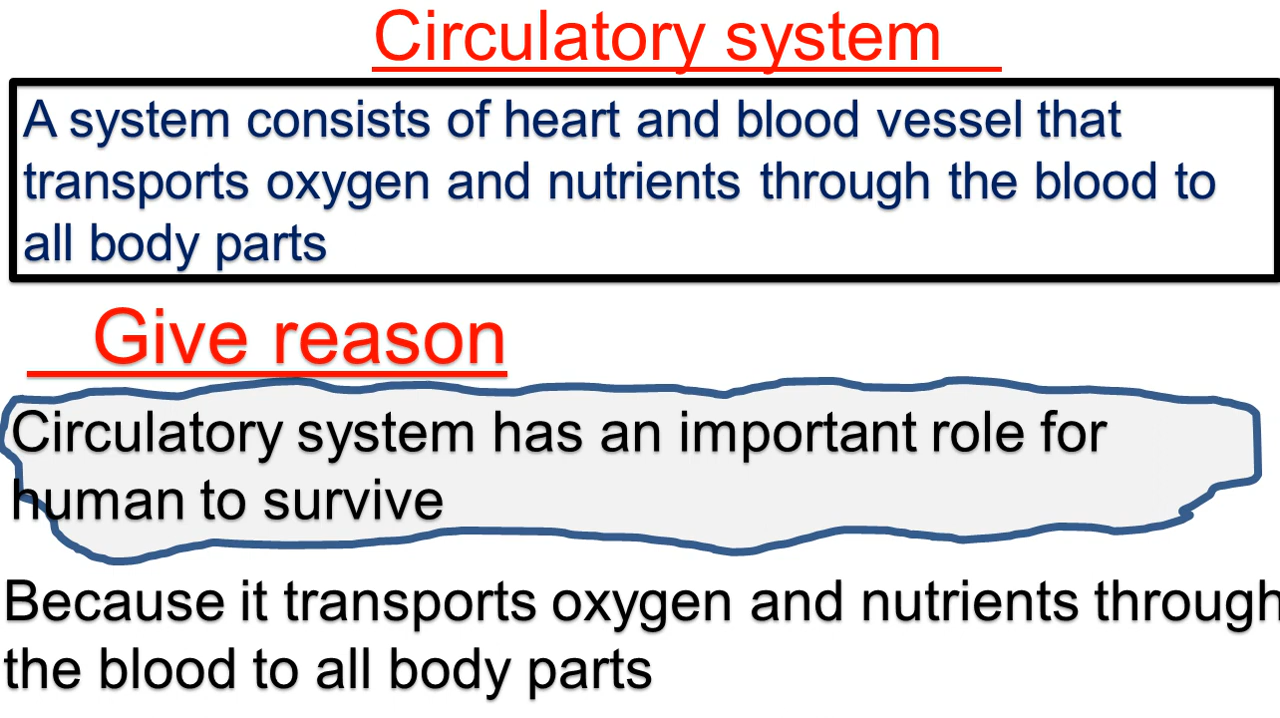 Circulatory system
A system consists of heart and blood vessel that
transports oxygen and nutrients through the blood to
all body parts
Give reason
Circulatory system has an important role for
human to survive
Because it transports oxygen and nutrients through
the blood to all body parts